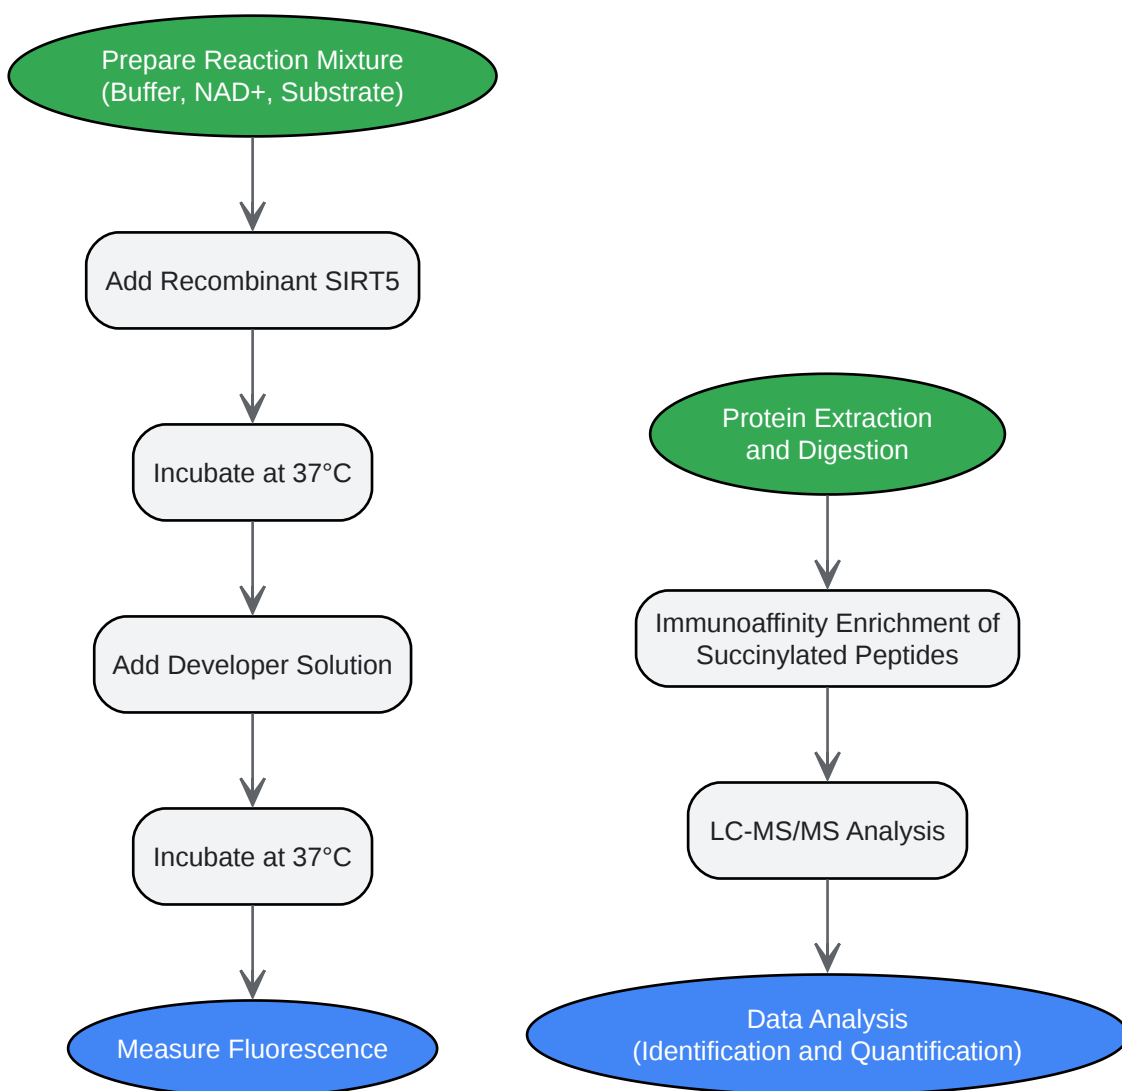 Prepare Reaction Mixture
(Buffer, NAD+, Substrate)
Add Recombinant SIRT5
Incubate at 37°C
Add Developer Solution
Incubate at 37°C
Measure Fluorescence
Protein Extraction
and Digestion
Immunoaffinity Enrichment of
Succinylated Peptides
LC-MS/MS Analysis
Data Analysis
(Identification and Quantification)